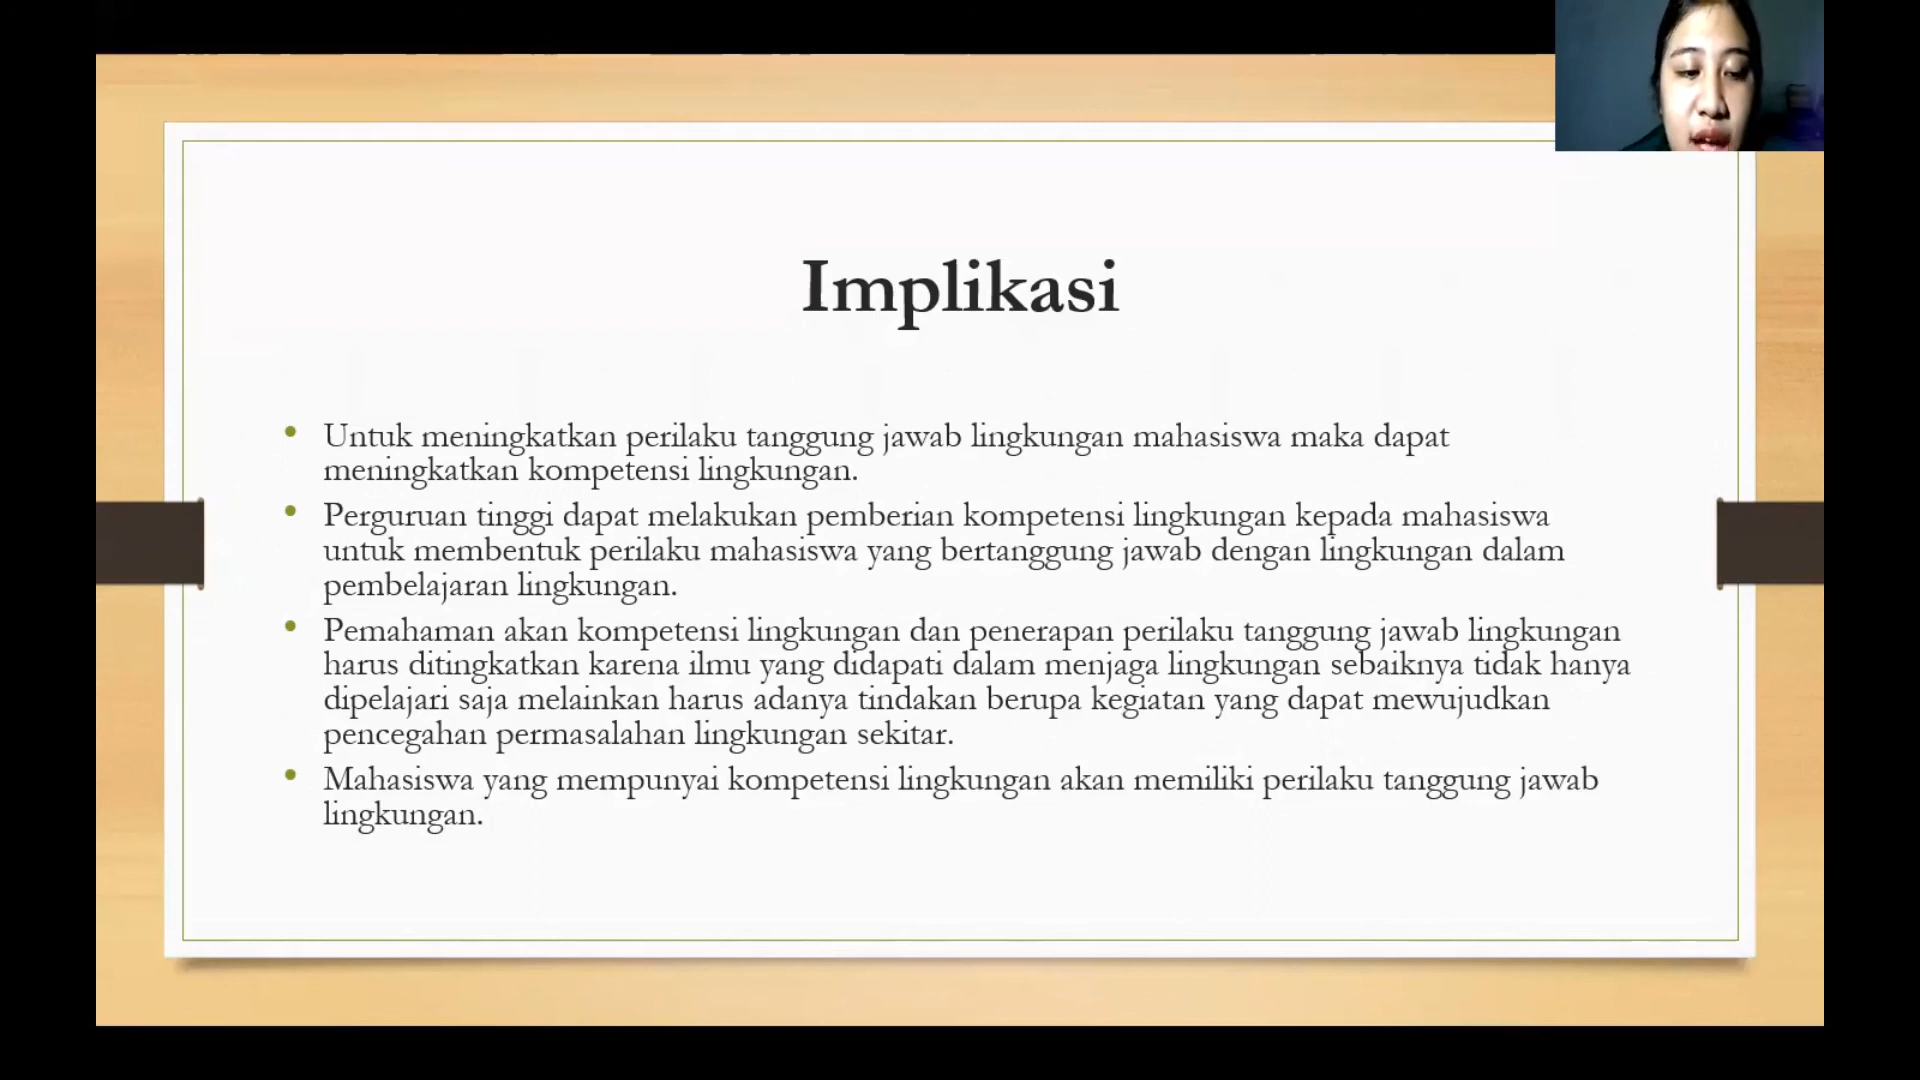 Implikasi
• Untuk meningkatkan perilaku tanggung jawab lingkungan mahasiswa maka dapat
meningkatkan kompetensi lingkungan.
• Perguruan tinggi dapat melakukan pemberian kompetensi lingkungan kepada mahasiswa
untuk membentuk perilaku mahasiswa yang bertanggung jawab dengan lingkungan dalam
pembelajaran lingkungan.
• Pemahaman akan kompetensi lingkungan dan penerapan perilaku tanggung jawab lingkungan
harus ditingkatkan karena ilmu yang didapati dalam menjaga lingkungan sebaiknya tidak hanya
dipelajari saja melainkan harus adanya tindakan berupa kegiatan yang dapat mewujudkan
pencegahan permasalahan lingkungan sekitar.
• Mahasiswa yang mempunyai kompetensi lingkungan akan memiliki perilaku tanggung jawab
lingkungan.